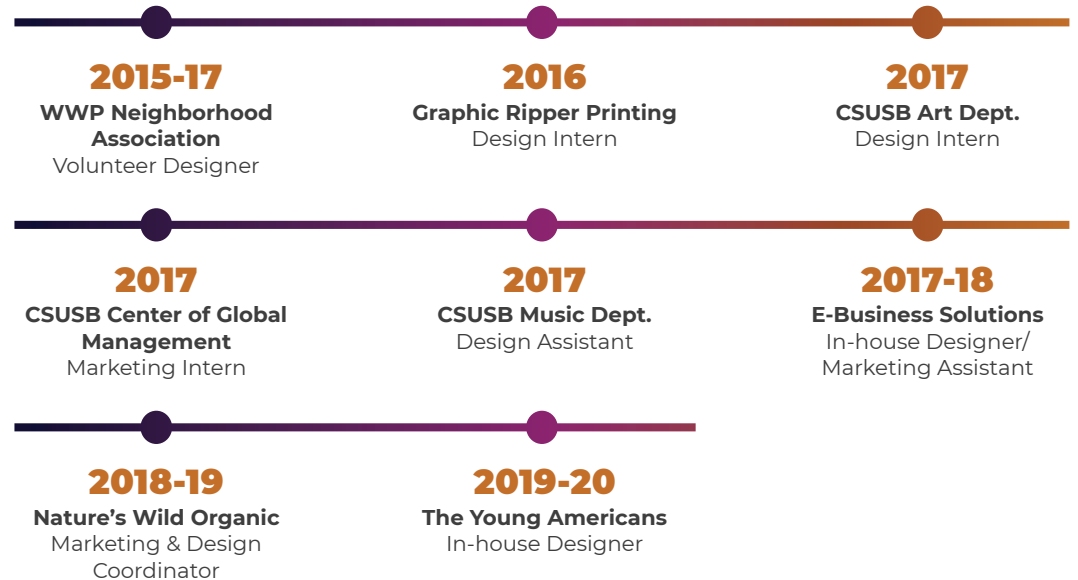 2015-17
WWP Neighborhood
Association
Volunteer Designer
2016
Graphic Ripper Printing
Design Intern
2017
CSUSB Art Dept.
Design Intern
2017
CSUSB Center of Global
Management
Marketing Intern
2017
CSUSB Music Dept.
Design Assistant
2017-18
E-Business Solutions
In-house Designer/
Marketing Assistant
2018-19
Nature’s Wild Organic
Marketing & Design
Coordinator
2019-20
The Young Americans
In-house Designer